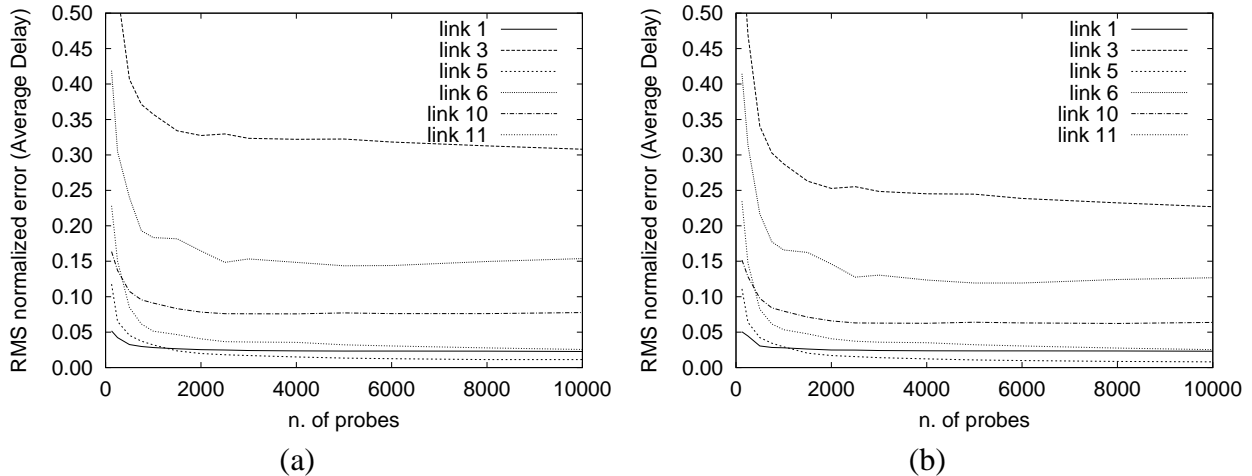 RMS normalized error (Average Delay)
0.50
0.45
0.40
0.35
0.30
0.25
0.20
0.15
0.10
0.05
0.00
0 2000 4000 6000 8000 10000
n. of probes
link 1
link 3
link 5
link 6
link 10
link 11
(a)
RMS normalized error (Average Delay)
0.50
0.45
0.40
0.35
0.30
0.25
0.20
0.15
0.10
0.05
0.00
0 2000 4000 6000 8000 10000
n. of probes
link 1
link 3
link 5
link 6
link 10
link 11
(b)